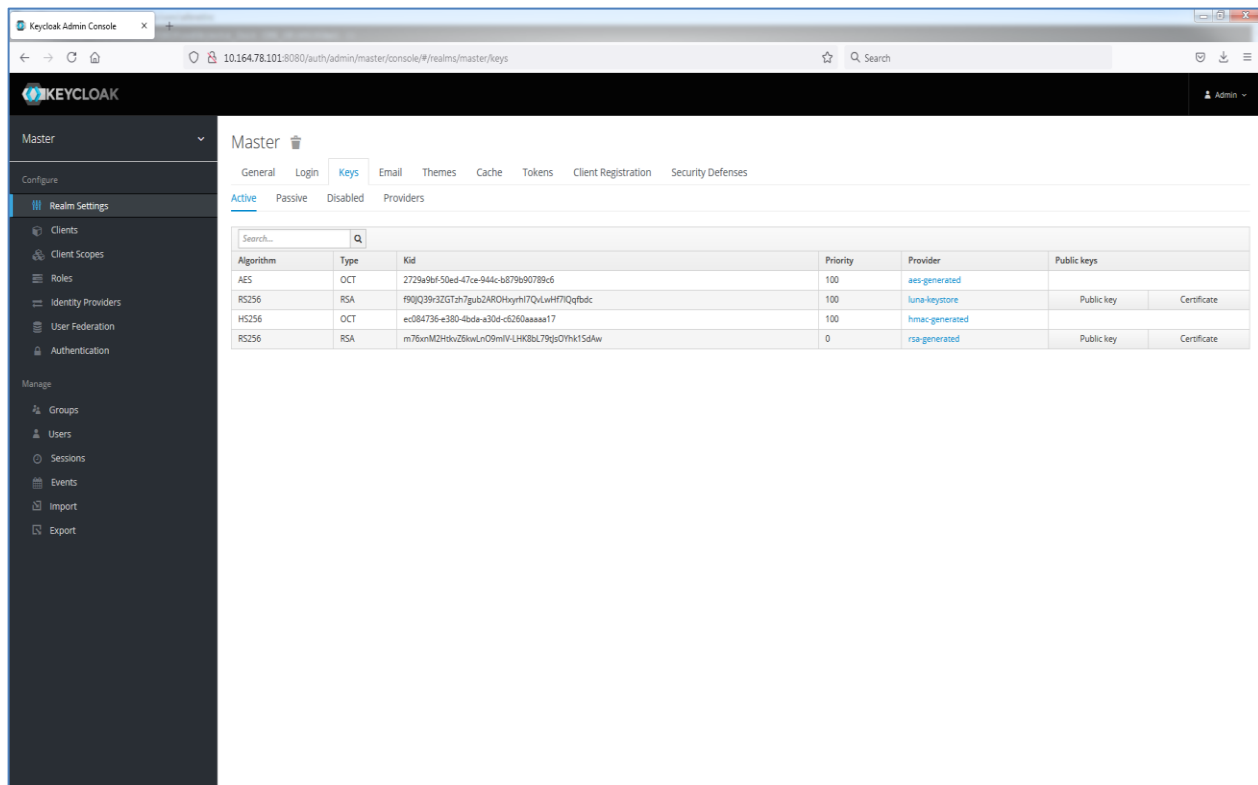 Keycloak Admin Console
10.164.78.101:8080/auth/admin/master/console/#/realms/master/keys
Search
KEYCLOAK
Admin
Master
Configure
Realm Settings
Clients
Client Scopes
Roles
Identity Providers
User Federation
Authentication
Manage
Groups
Users
Sessions
Events
Import
Export
Master
General Login Keys Email Themes Cache Tokens Client Registration Security Defenses
Active Passive Disabled Providers
Search...
Algorithm Type Kid Priority Provider Public keys
AES OCT 2729a9bf-50ed-47ce-944c-b879b90789c6 100 aes-generated
RS256 RSA 100 luna-keystore Public key Certificate
HS256 OCT ec084736-e380-4bda-a30d-c6260aaaaa17 100 hmac-generated
RS256 RSA 0 rsa-generated Public key Certificate